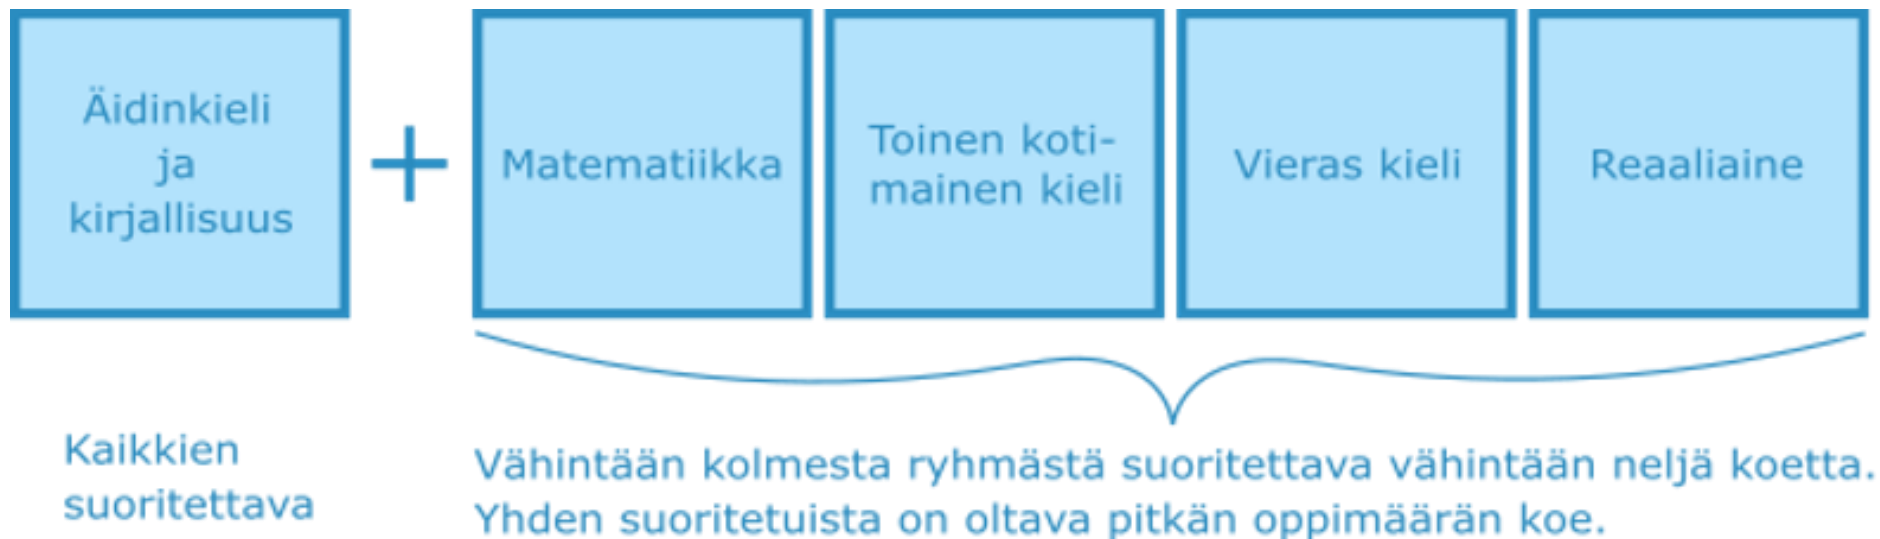 Äidinkieli
ja
kirjallisuus
+
Matematiikka
Toinen koti-
mainen kieli
Vieras kieli
Reaaliaine
Kaikkien
suoritettava
Vähintään kolmesta ryhmästä suoritettava vähintään neljä koetta.
Yhden suoritetuista on oltava pitkän oppimäärän koe.